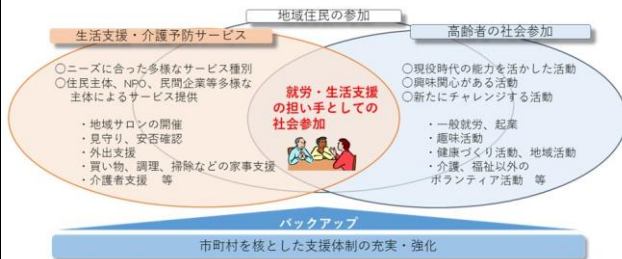 地域住民の参加
生活支援・介護予防サービス
○ニーズに合った多様なサービス種別
○住民主体、NPO、民間企業等多様な
主体によるサービス提供
・地域サロンの開催
・見守り、安否確認
・外出支援
・買い物、調理、掃除などの家事支援
・介護者支援 等
就労・生活支援
の担い手としての
社会参加
高齢者の社会参加
○現役時代の能力を活かした活動
○興味関心がある活動
○新たにチャレンジする活動
・一般就労、起業
・趣味活動
・健康づくり活動、地域活動
・介護、福祉以外の
ボランティア活動 等
バックアップ
市町村を核とした支援体制の充実・強化